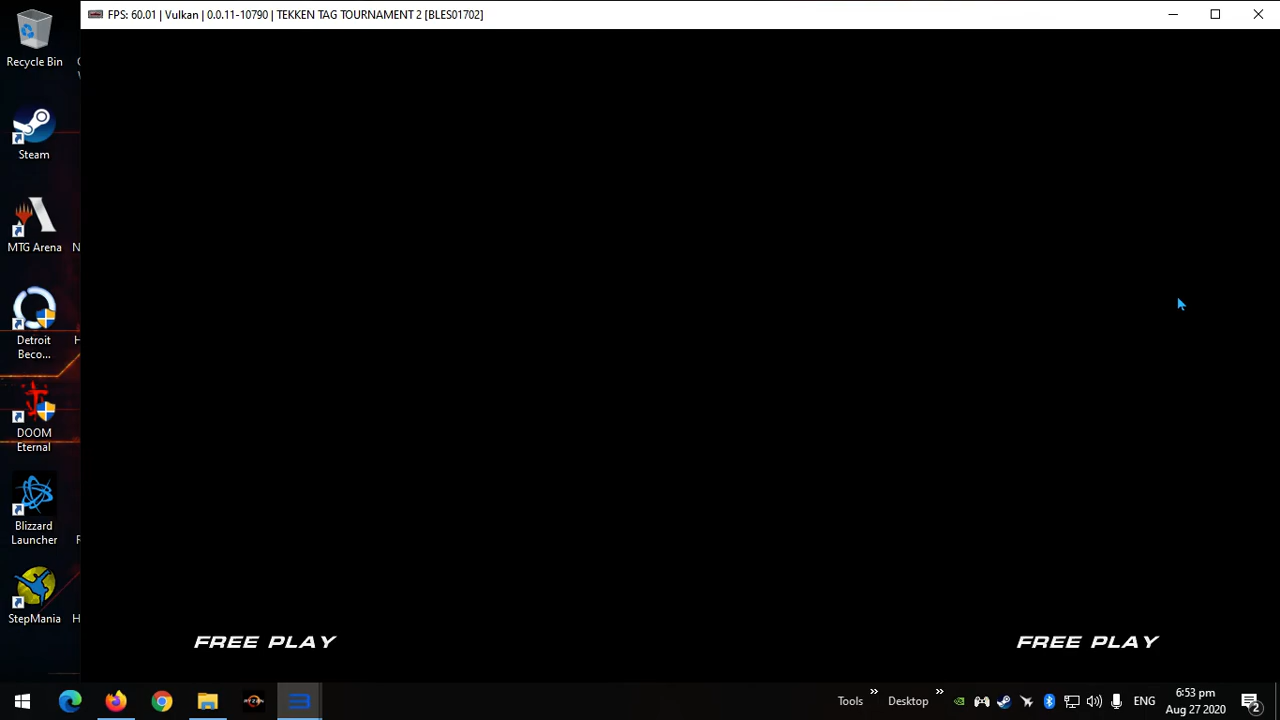 FPS: 60.01 | Vulkan | 0.0.11-10790 | TEKKEN TAG TOURNAMENT 2 [BLES01702]
Recycle Bin
Steam
MTG Arena
Detroit
Beco...
DOOM
Eternal
Blizzard
Launcher
StepMania
FREE PLAY
FREE PLAY
Tools
Desktop
ENG
6:53 pm
Aug 27 2020
2